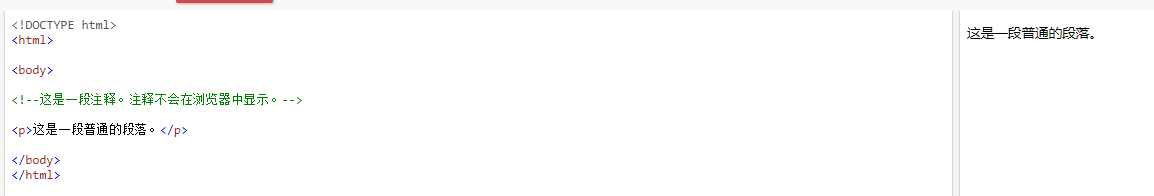 <!DOCTYPE html>
<html>
<body>
<!--这是一段注释。注释不会在浏览器中显示。-->
<p>这是一段普通的段落。</p>
</body>
</html>
这是一段普通的段落。